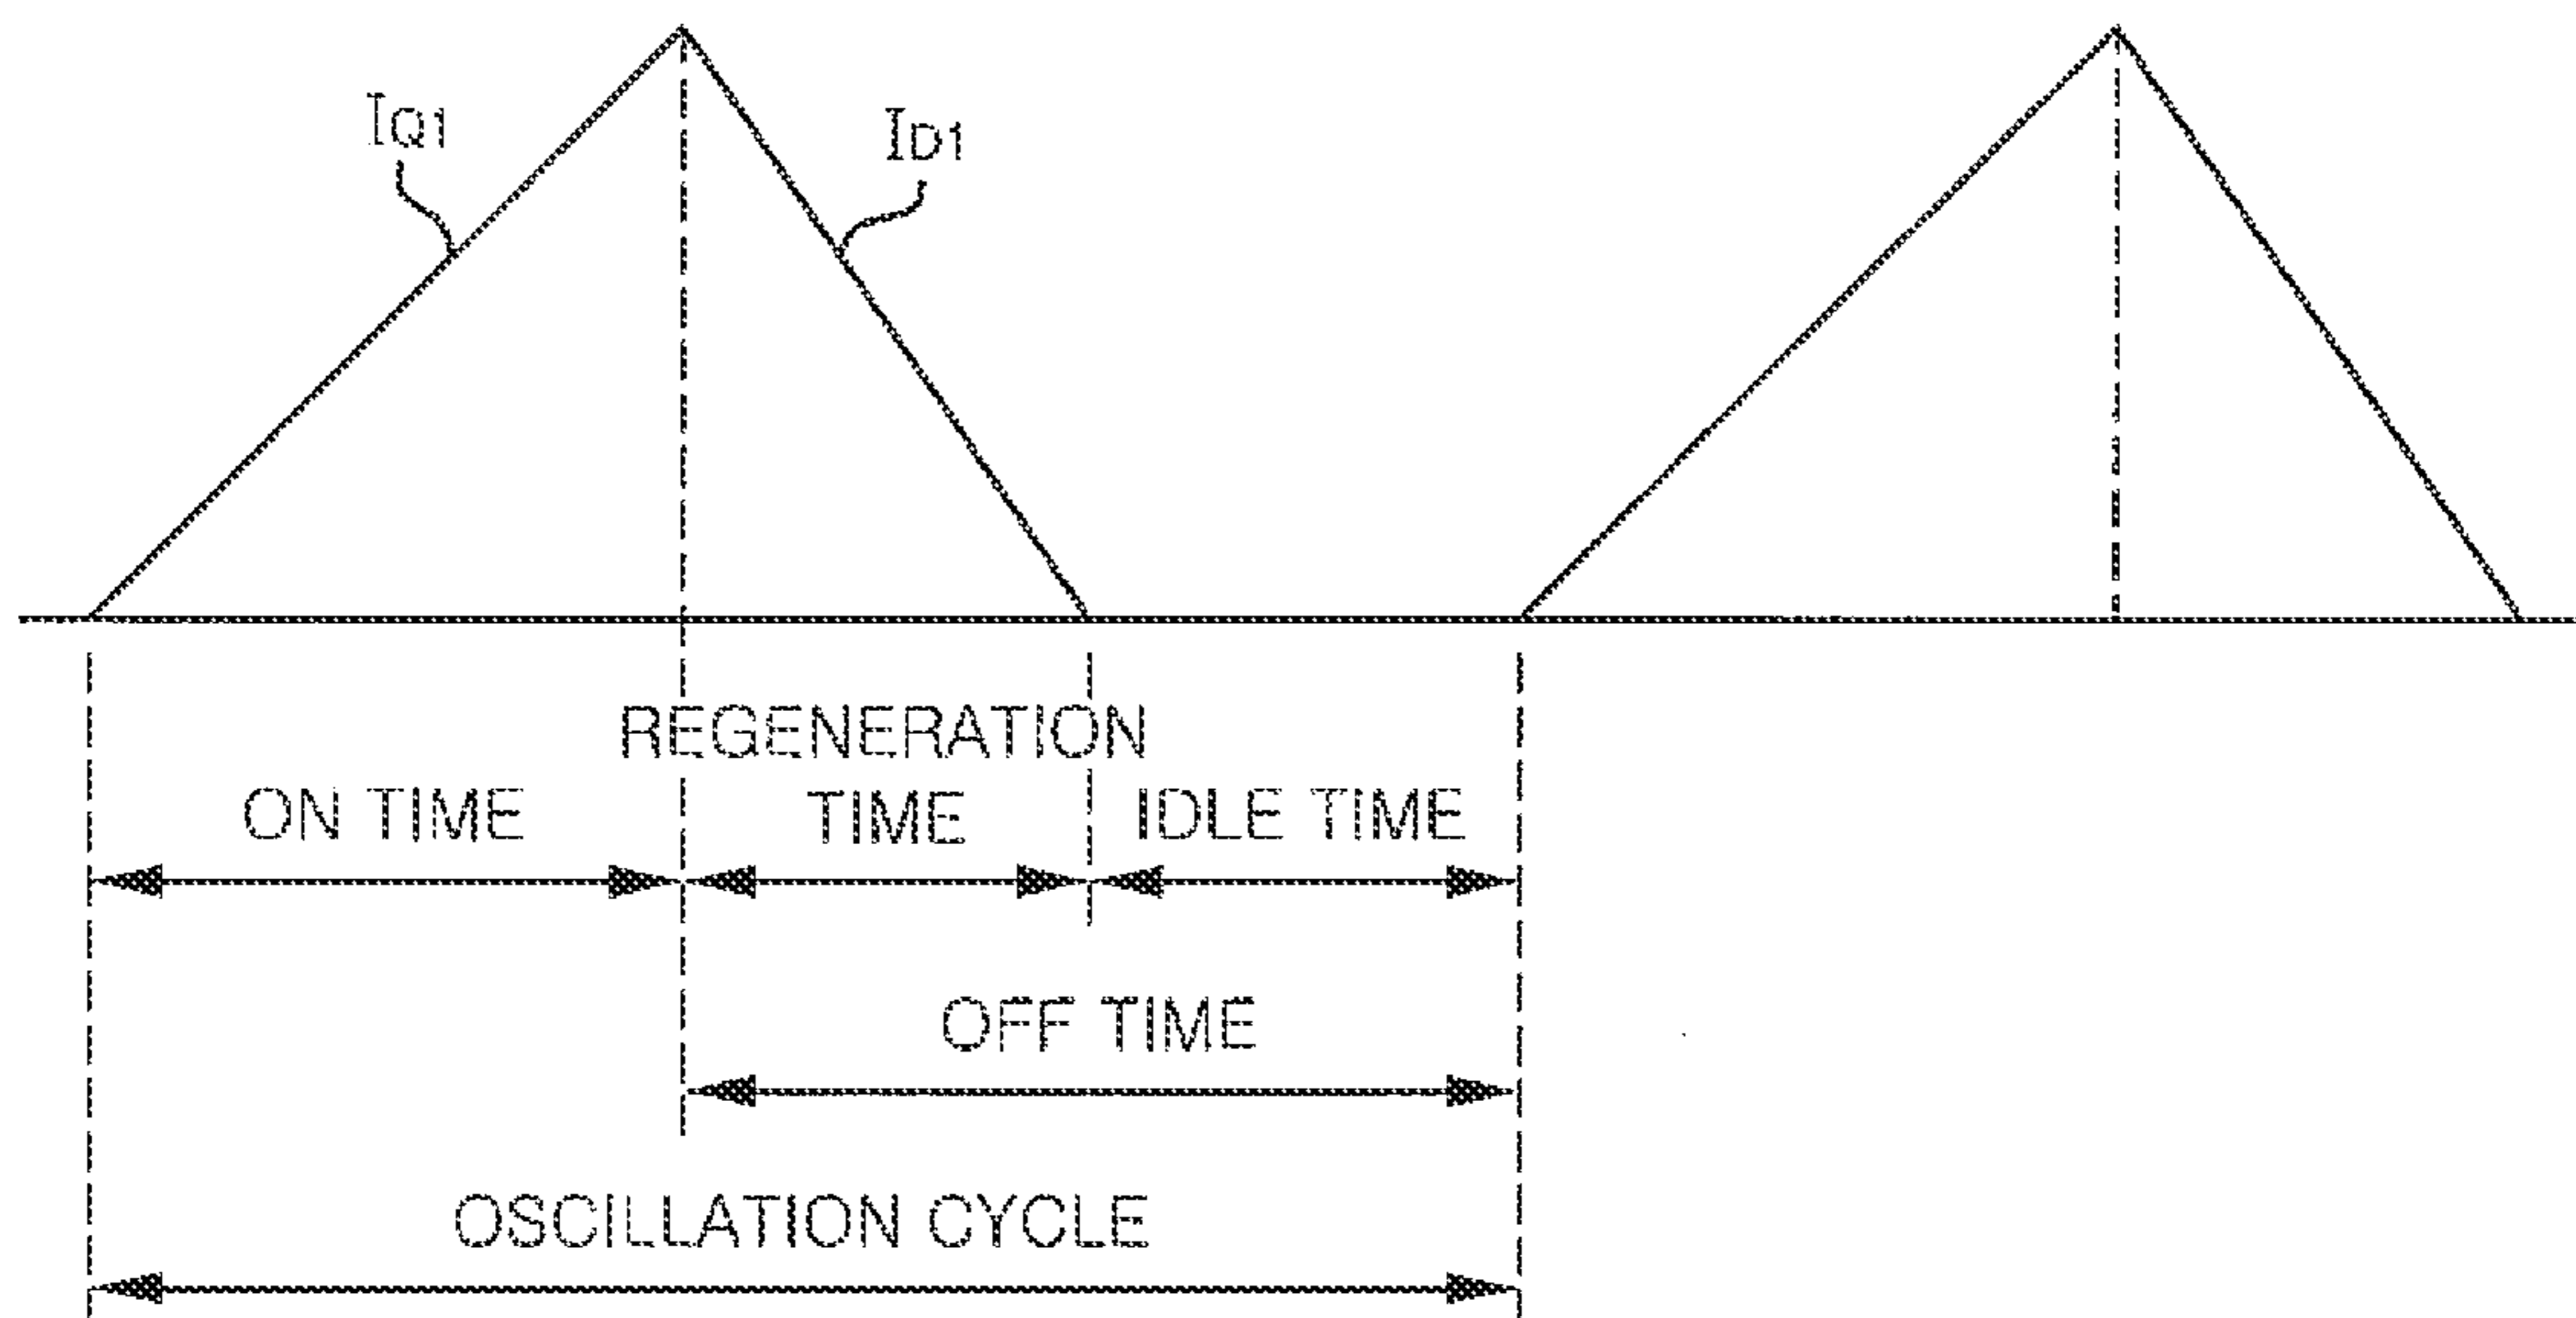 IQ1
ID1
REGENERATION
ON TIME
TIME
IDLE TIME
OFF TIME
OSCILLATION CYCLE